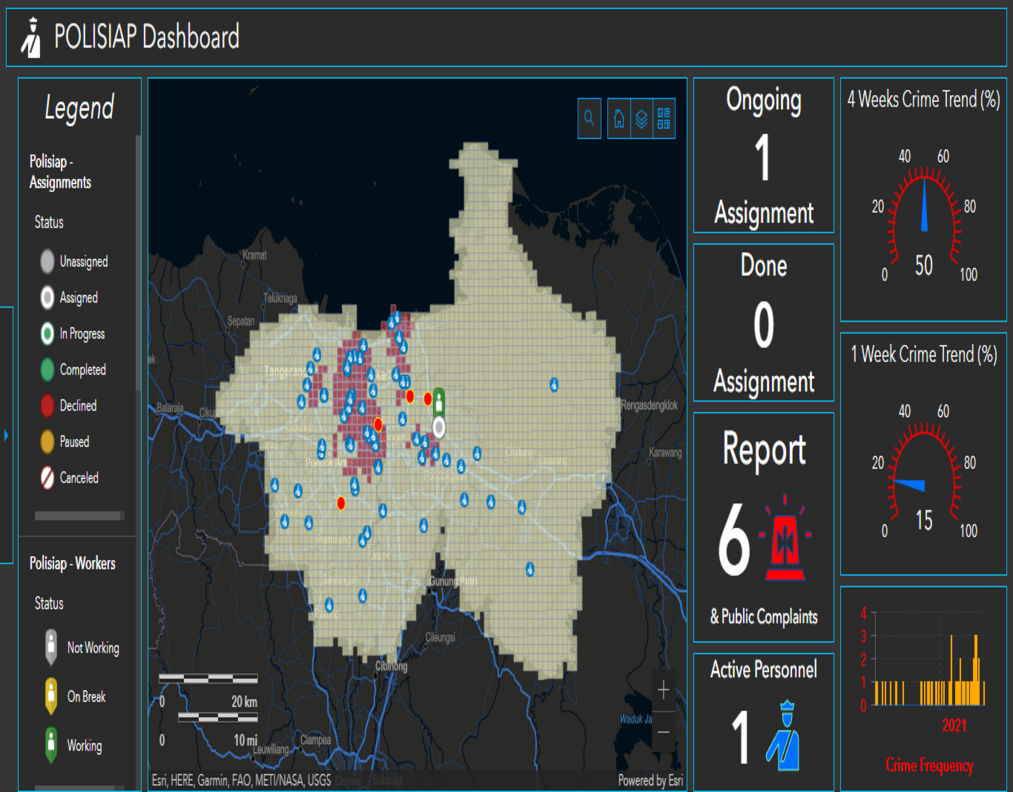 POLISIAP Dashboard
Legend
Polisiap -
Assignments
Status
Unassigned
Assigned
In Progress
Completed
Declined
Paused
Canceled
Polisiap - Workers
Status
Not Working
On Break
Working
Kramat
Teluknaga
Sepatan
Tangerang
Balaraja
Rengasdengklok
Karawang
Gunung Putri
Cileungsi
Cibinong
Ciampea
Leuwiliang
Waduk Ja
0
20 km
0
10 mi
Esri, HERE, Garmin, FAO, METI/NASA, USGS
Powered by Esri
Ongoing
1
Assignment
Done
0
Assignment
Report
6
& Public Complaints
Active Personnel
1
4 Weeks Crime Trend (%)
40 60
20 80
0 50 100
1 Week Crime Trend (%)
40 60
20 80
0 15 100
4
3
2
1
0
2021
Crime Frequency